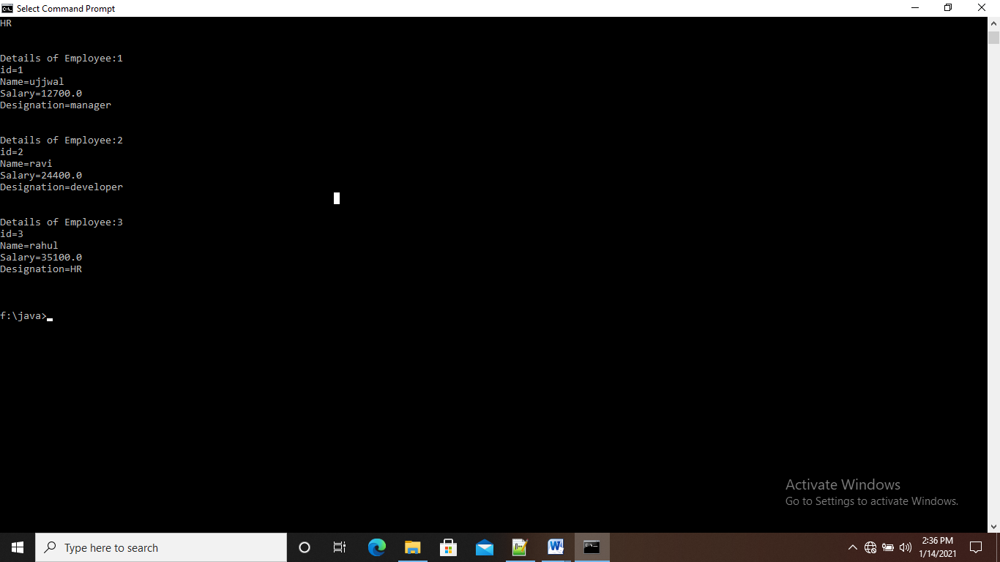 Select Command Prompt
HR
Details of Employee:1
id=1
Name=ujjwal
Salary=12700.0
Designation=manager
Details of Employee:2
id=2
Name=ravi
Salary=24400.0
Designation=developer
Details of Employee:3
id=3
Name=rahul
Salary=35100.0
Designation=HR
f:\java>
Activate Windows
Go to Settings to activate Windows.
Type here to search
2:36 PM
1/14/2021